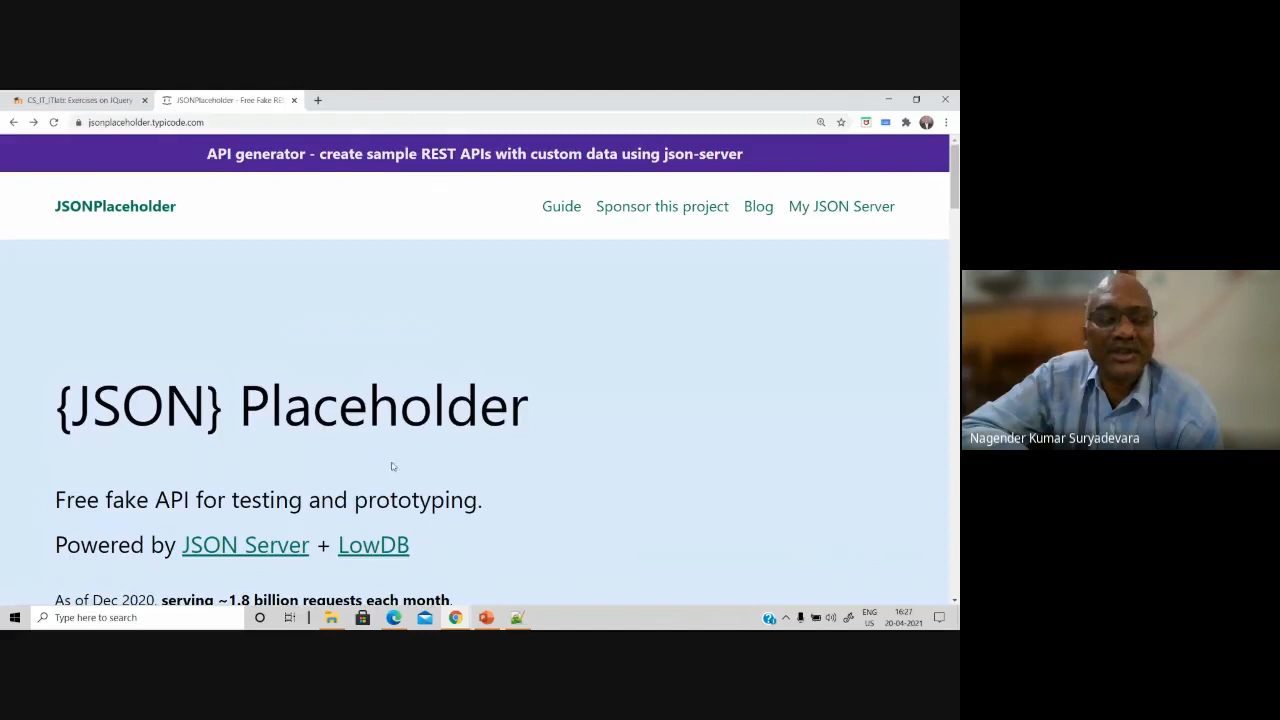 CS_IT_ITlab: Exercises on JQuery
JSONPlaceholder - Free Fake RES
jsonplaceholder.typicode.com
API generator - create sample REST APIs with custom data using json-server
JSONPlaceholder
Guide
Sponsor this project
Blog
My JSON Server
{JSON} Placeholder
Free fake API for testing and prototyping.
Powered by JSON Server + LowDB
As of Dec 2020, serving ~1.8 billion requests each month.
Type here to search
ENG
US
16:27
20-04-2021
Nagender Kumar Suryadevara